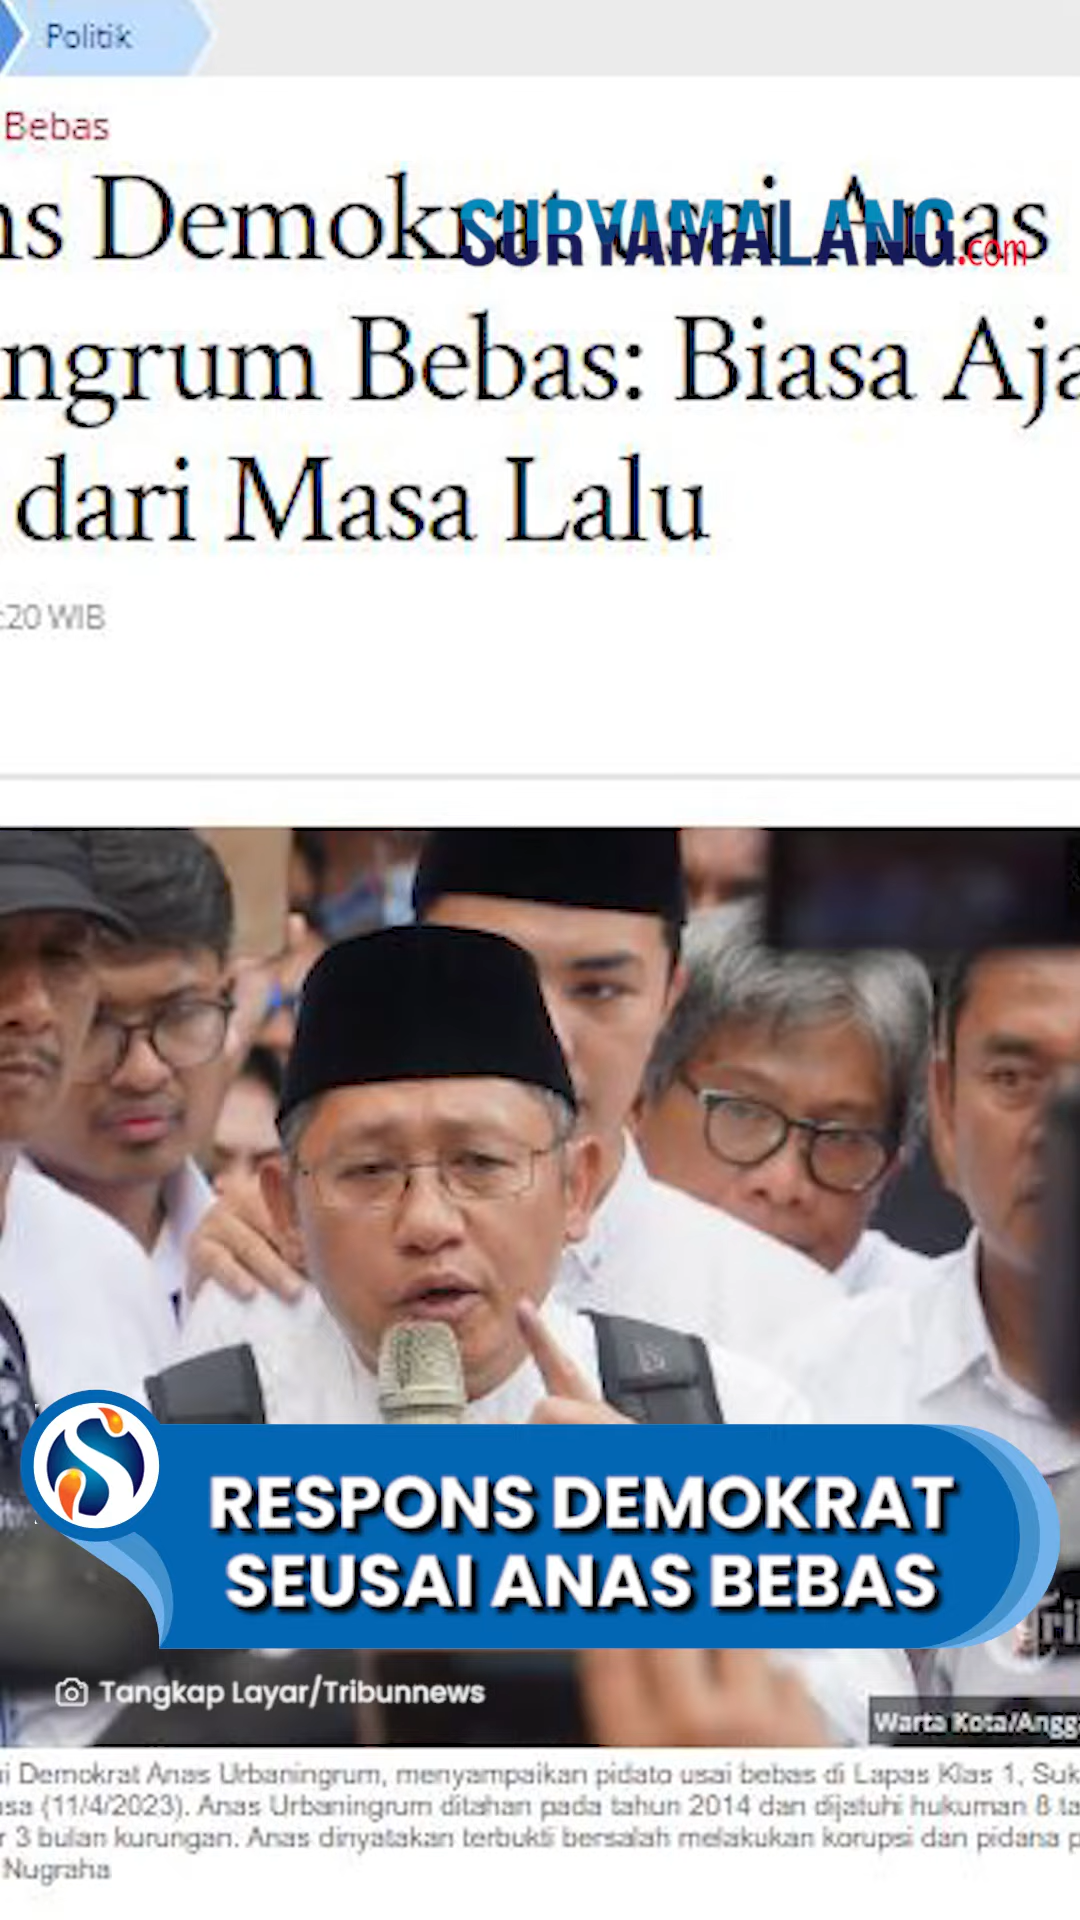 Politik
Bebas
ns Demokrat usai Anas
SURYAMALANG.com
ngrum Bebas: Biasa Aja
dari Masa Lalu
:20 WIB
RESPONS DEMOKRAT
SEUSAI ANAS BEBAS
Tangkap Layar/Tribunnews
Warta Kota/Angg
ai Demokrat Anas Urbaningrum, menyampaikan pidato usai bebas di Lapas Klas 1, Suk
asa (11/4/2023). Anas Urbaningrum ditahan pada tahun 2014 dan dijatuhi hukuman 8 ta
r 3 bulan kurungan. Anas dinyatakan terbukti bersalah melakukan korupsi dan pidana p
Nugraha